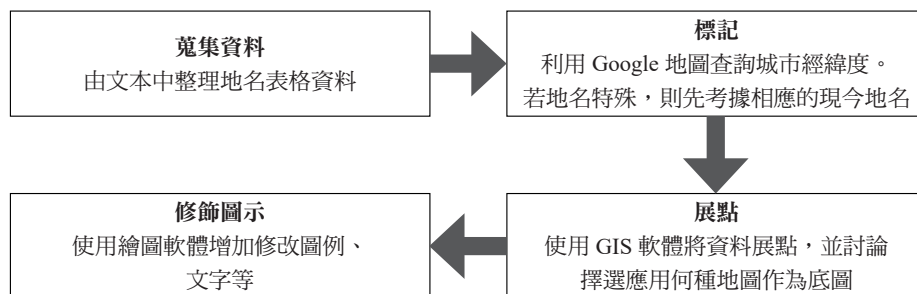 蒐集資料
由文本中整理地名表格資料
標記
利用 Google 地圖查詢城市經緯度。
若地名特殊，則先考據相應的現今地名
展點
使用 GIS 軟體將資料展點，並討論
擇選應用何種地圖作為底圖
修飾圖示
使用繪圖軟體增加修改圖例、
文字等